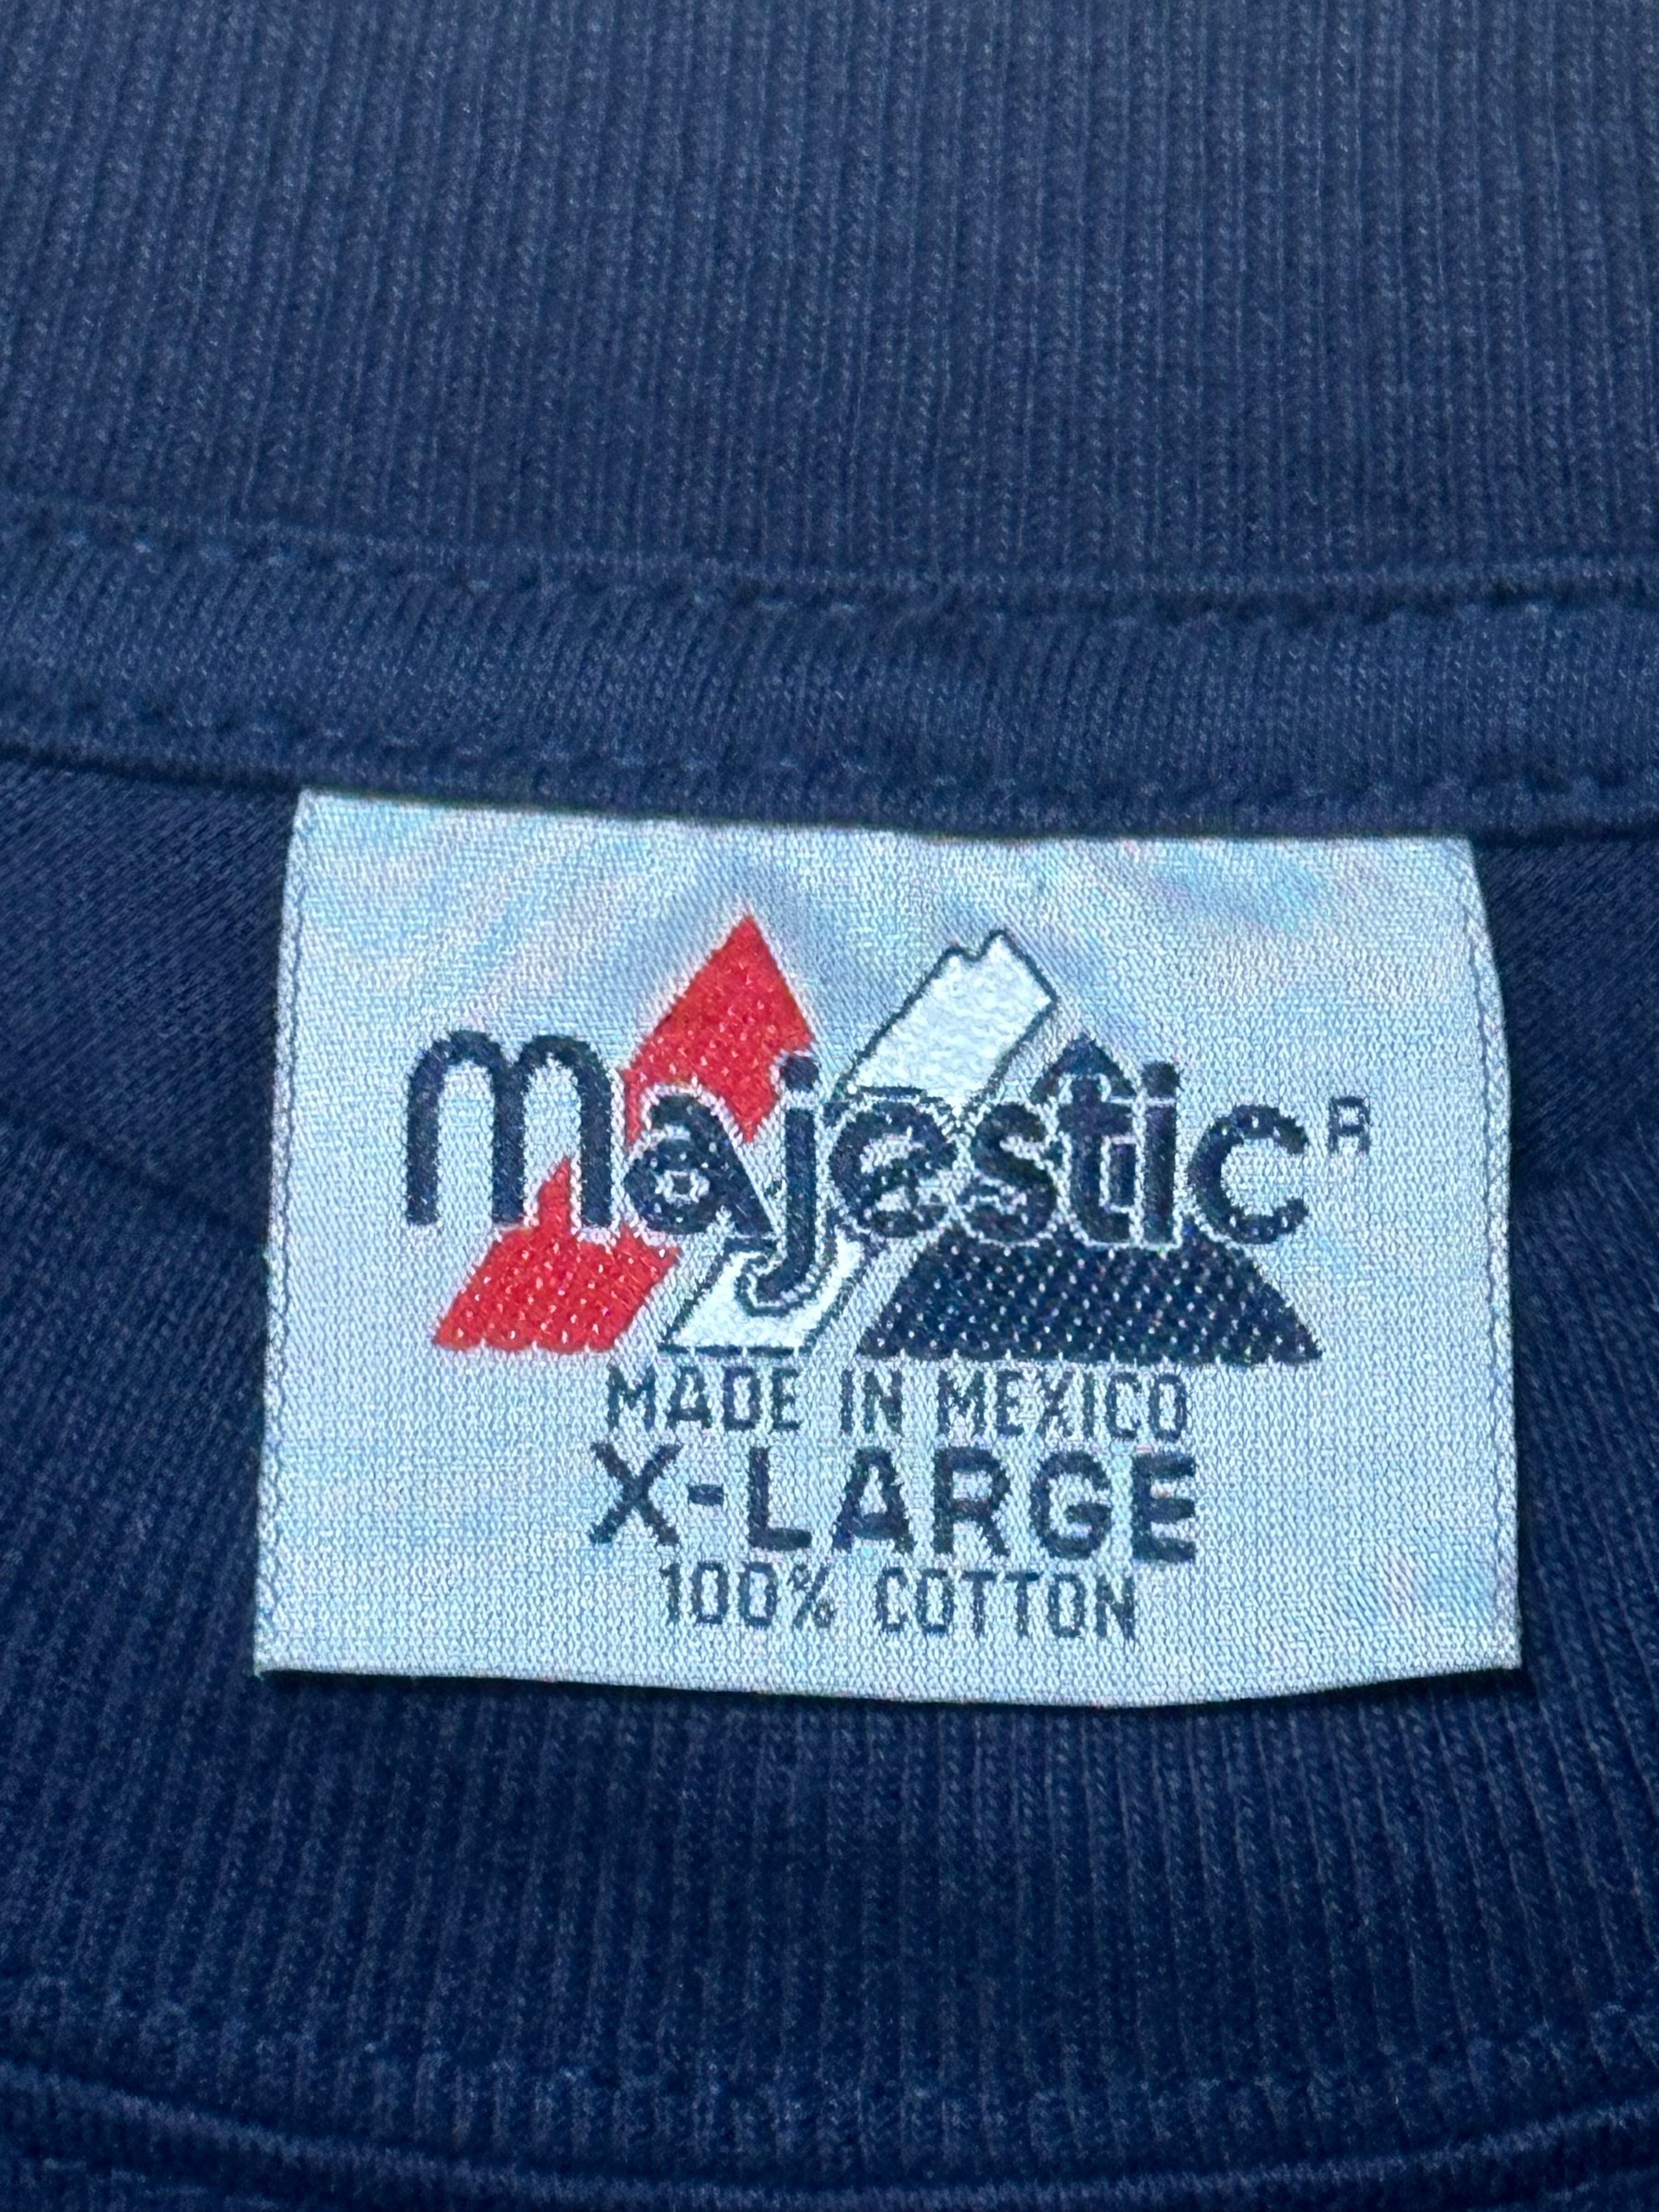 majestic®
MADE IN MEXICO
X-LARGE
100% COTTON